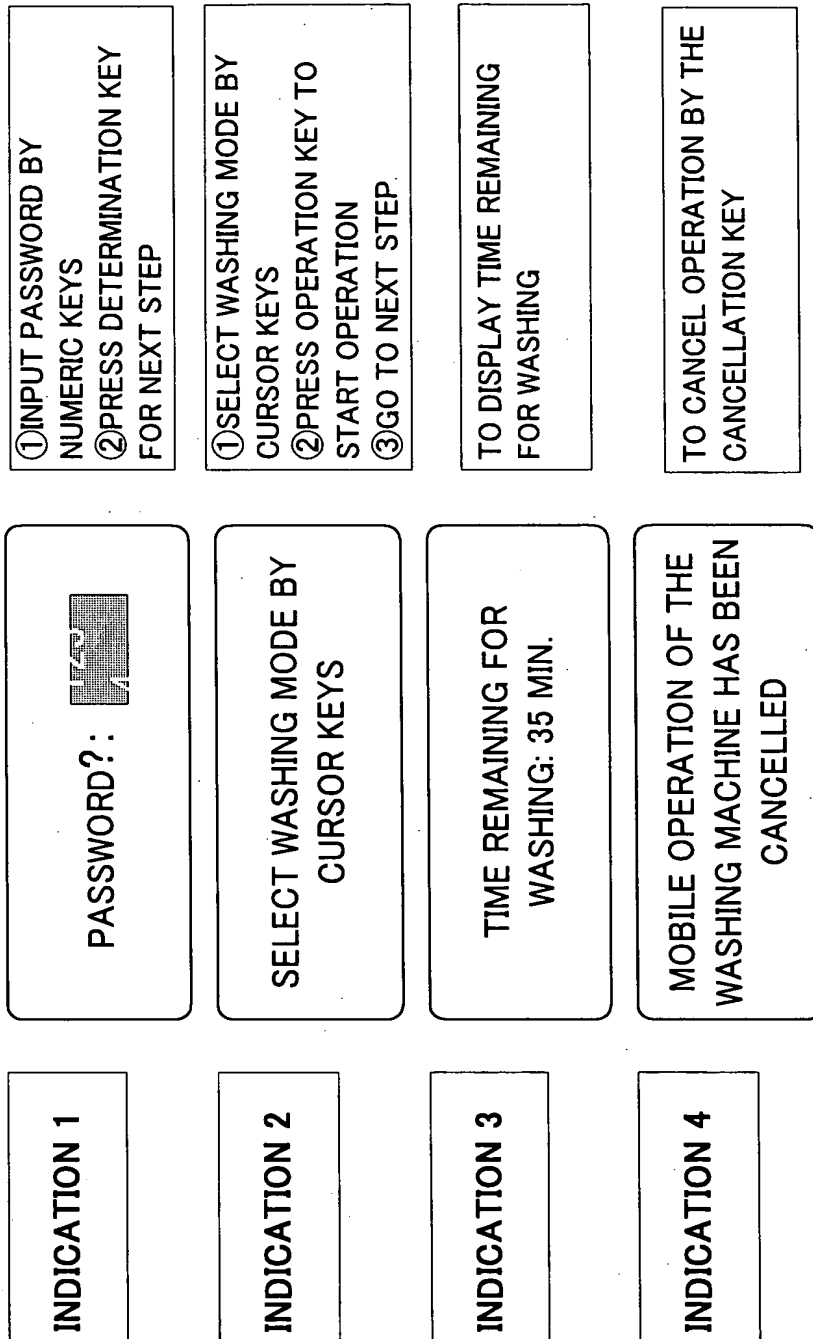 INDICATION 1
PASSWORD?:
①INPUT PASSWORD BY
NUMERIC KEYS
②PRESS DETERMINATION KEY
FOR NEXT STEP
INDICATION 2
SELECT WASHING MODE BY
CURSOR KEYS
①SELECT WASHING MODE BY
CURSOR KEYS
②PRESS OPERATION KEY TO
START OPERATION
③GO TO NEXT STEP
INDICATION 3
TIME REMAINING FOR
WASHING: 35 MIN.
TO DISPLAY TIME REMAINING
FOR WASHING
INDICATION 4
MOBILE OPERATION OF THE
WASHING MACHINE HAS BEEN
CANCELLED
TO CANCEL OPERATION BY THE
CANCELLATION KEY